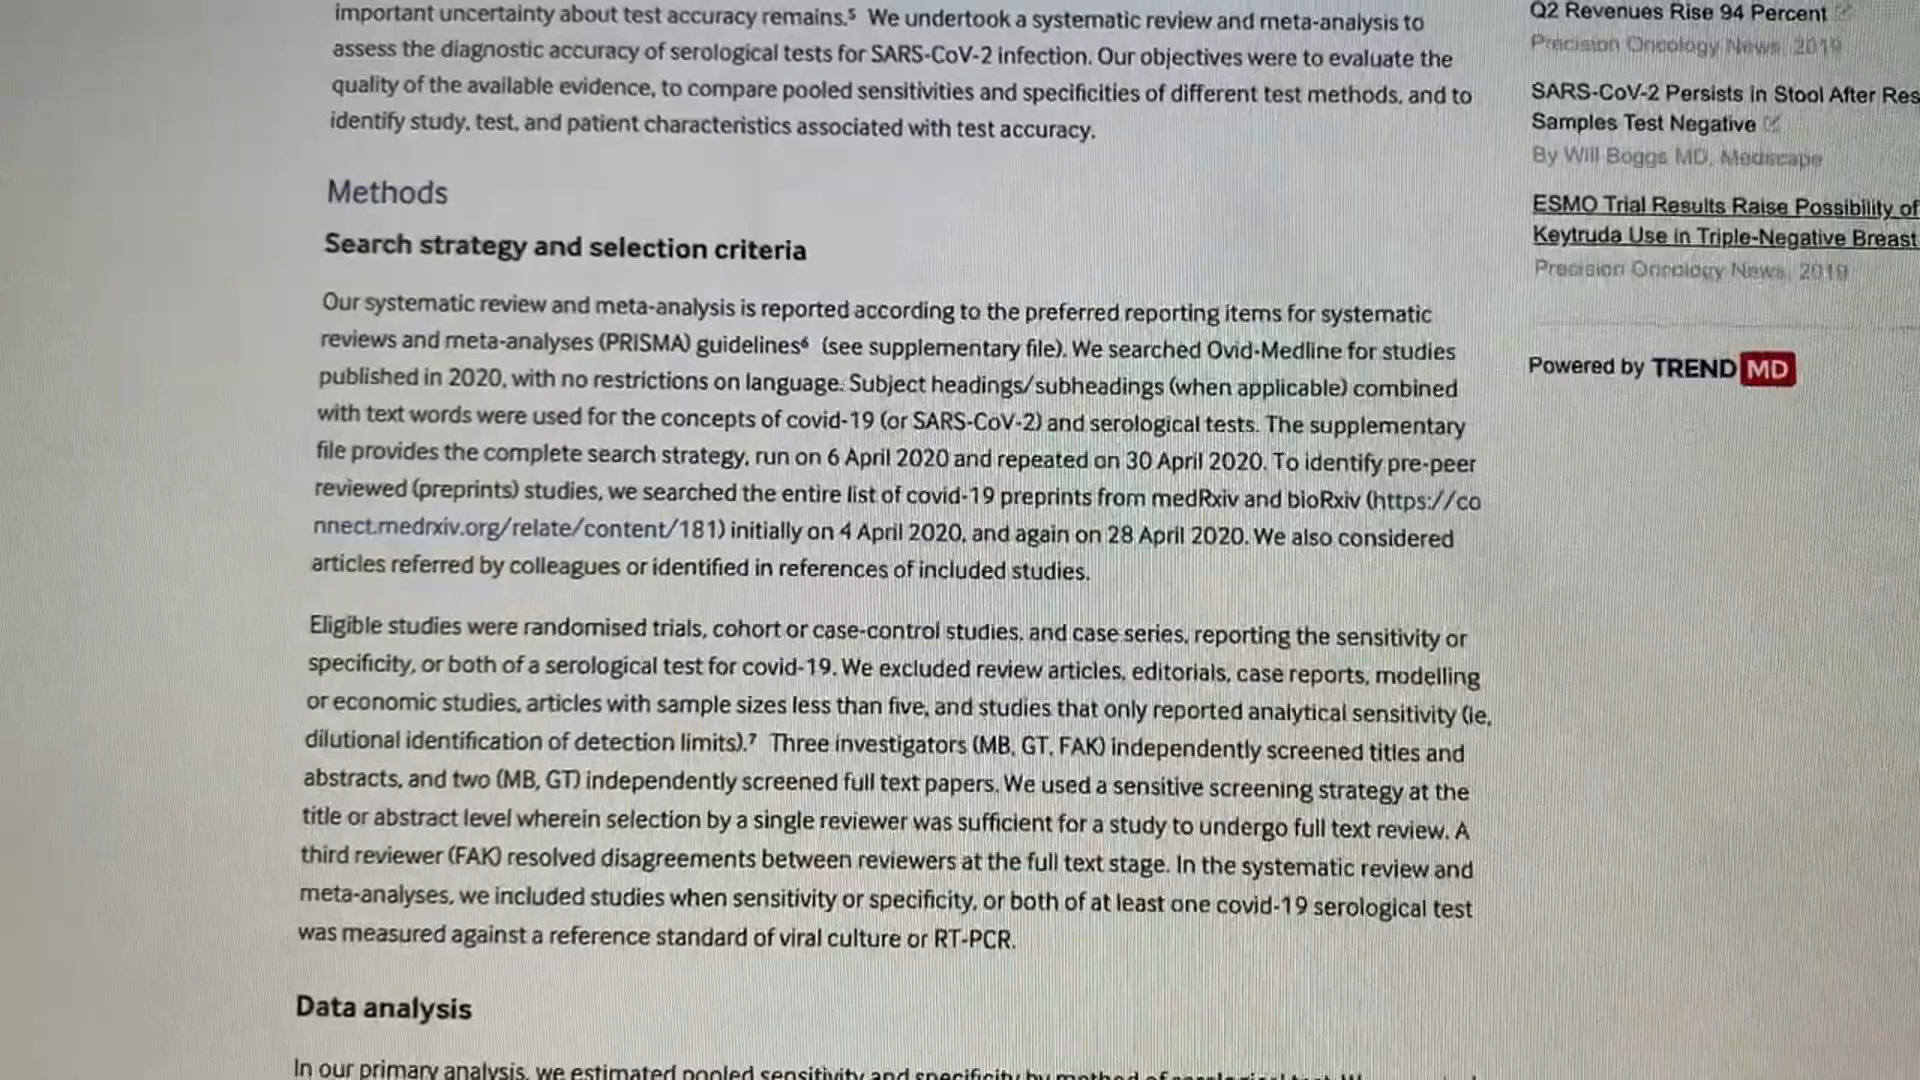 important uncertainty about test accuracy remains.⁵ We undertook a systematic review and meta-analysis to
assess the diagnostic accuracy of serological tests for SARS-CoV-2 infection. Our objectives were to evaluate the
quality of the available evidence, to compare pooled sensitivities and specificities of different test methods, and to
identify study, test, and patient characteristics associated with test accuracy.
Methods
Search strategy and selection criteria
Our systematic review and meta-analysis is reported according to the preferred reporting items for systematic
reviews and meta-analyses (PRISMA) guidelines⁶ (see supplementary file). We searched Ovid-Medline for studies
published in 2020, with no restrictions on language. Subject headings/subheadings (when applicable) combined
with text words were used for the concepts of covid-19 (or SARS-CoV-2) and serological tests. The supplementary
file provides the complete search strategy, run on 6 April 2020 and repeated on 30 April 2020. To identify pre-peer
reviewed (preprints) studies, we searched the entire list of covid-19 preprints from medRxiv and bioRxiv (https://co
nnect.medrxiv.org/relate/content/181) initially on 4 April 2020, and again on 28 April 2020. We also considered
articles referred by colleagues or identified in references of included studies.
Eligible studies were randomised trials, cohort or case-control studies, and case series, reporting the sensitivity or
specificity, or both of a serological test for covid-19. We excluded review articles, editorials, case reports, modelling
or economic studies, articles with sample sizes less than five, and studies that only reported analytical sensitivity (ie,
dilutional identification of detection limits).⁷ Three investigators (MB, GT, FAK) independently screened titles and
abstracts, and two (MB, GT) independently screened full text papers. We used a sensitive screening strategy at the
title or abstract level wherein selection by a single reviewer was sufficient for a study to undergo full text review. A
third reviewer (FAK) resolved disagreements between reviewers at the full text stage. In the systematic review and
meta-analyses, we included studies when sensitivity or specificity, or both of at least one covid-19 serological test
was measured against a reference standard of viral culture or RT-PCR.
Data analysis
In our primary analysis, we estimated pooled sensitivity and specificity by method of
Q2 Revenues Rise 94 Percent
Precision Oncology News, 2019
SARS-CoV-2 Persists in Stool After Res
Samples Test Negative
By Will Boggs MD, Medscape
ESMO Trial Results Raise Possibility of
Keytruda Use in Triple-Negative Breast
Precision Oncology News, 2019
Powered by TREND MD